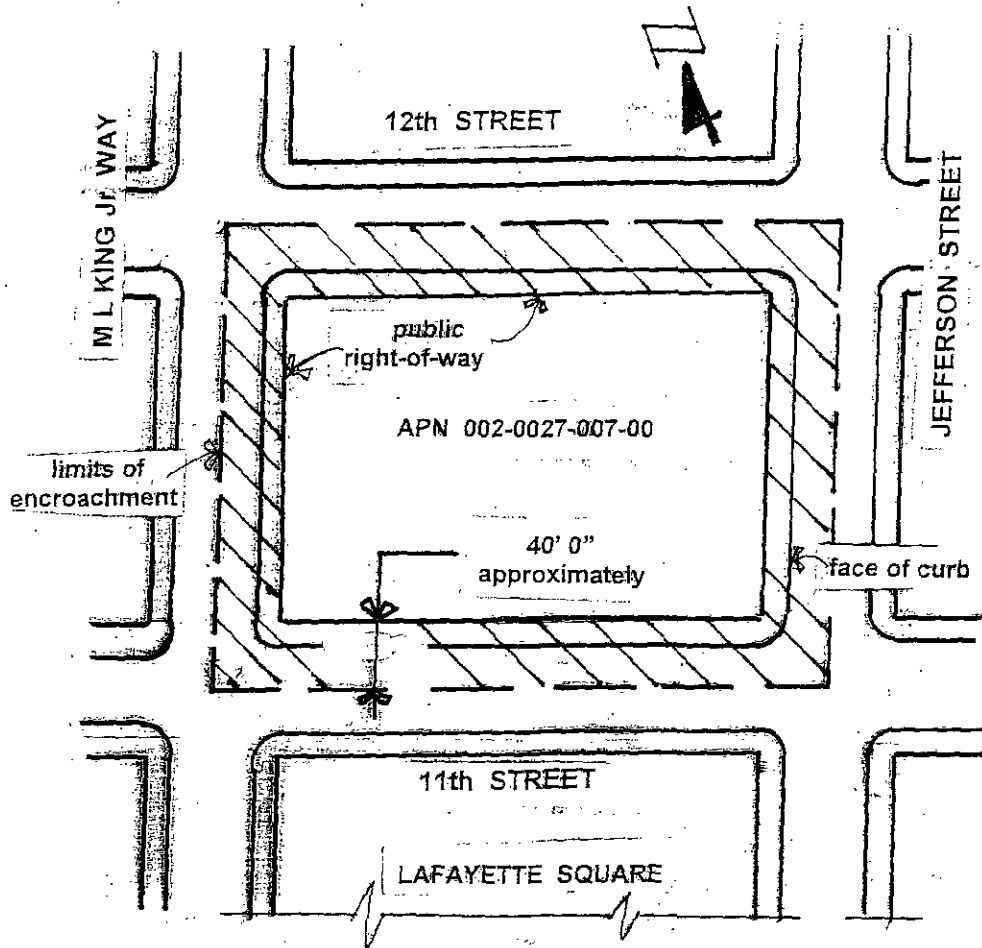 12th STREET
M L KING Jr. WAY
JEFFERSON STREET
public
right-of-way
APN 002-0027-007-00
limits of
encroachment
40' 0"
approximately
face of curb
11th STREET
LAFAYETTE SQUARE